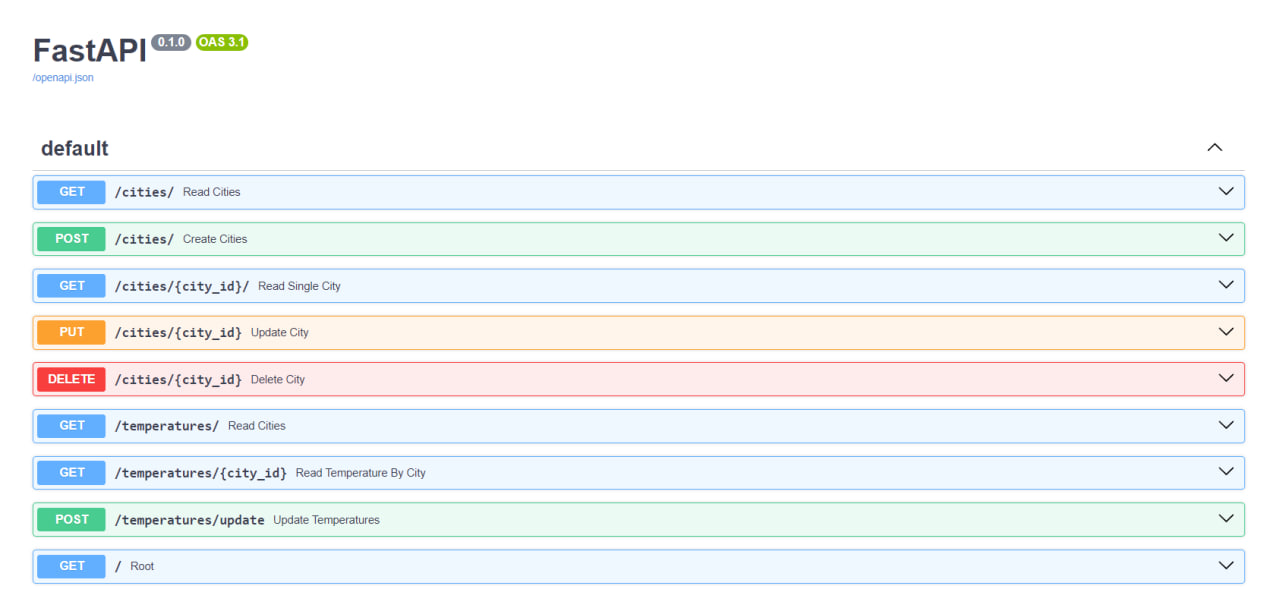 FastAPI 0.1.0 OAS 3.1
/openapi.json
default
GET /cities/ Read Cities
POST /cities/ Create Cities
GET /cities/{city_id}/ Read Single City
PUT /cities/{city_id} Update City
DELETE /cities/{city_id} Delete City
GET /temperatures/ Read Cities
GET /temperatures/{city_id} Read Temperature By City
POST /temperatures/update Update Temperatures
GET / Root